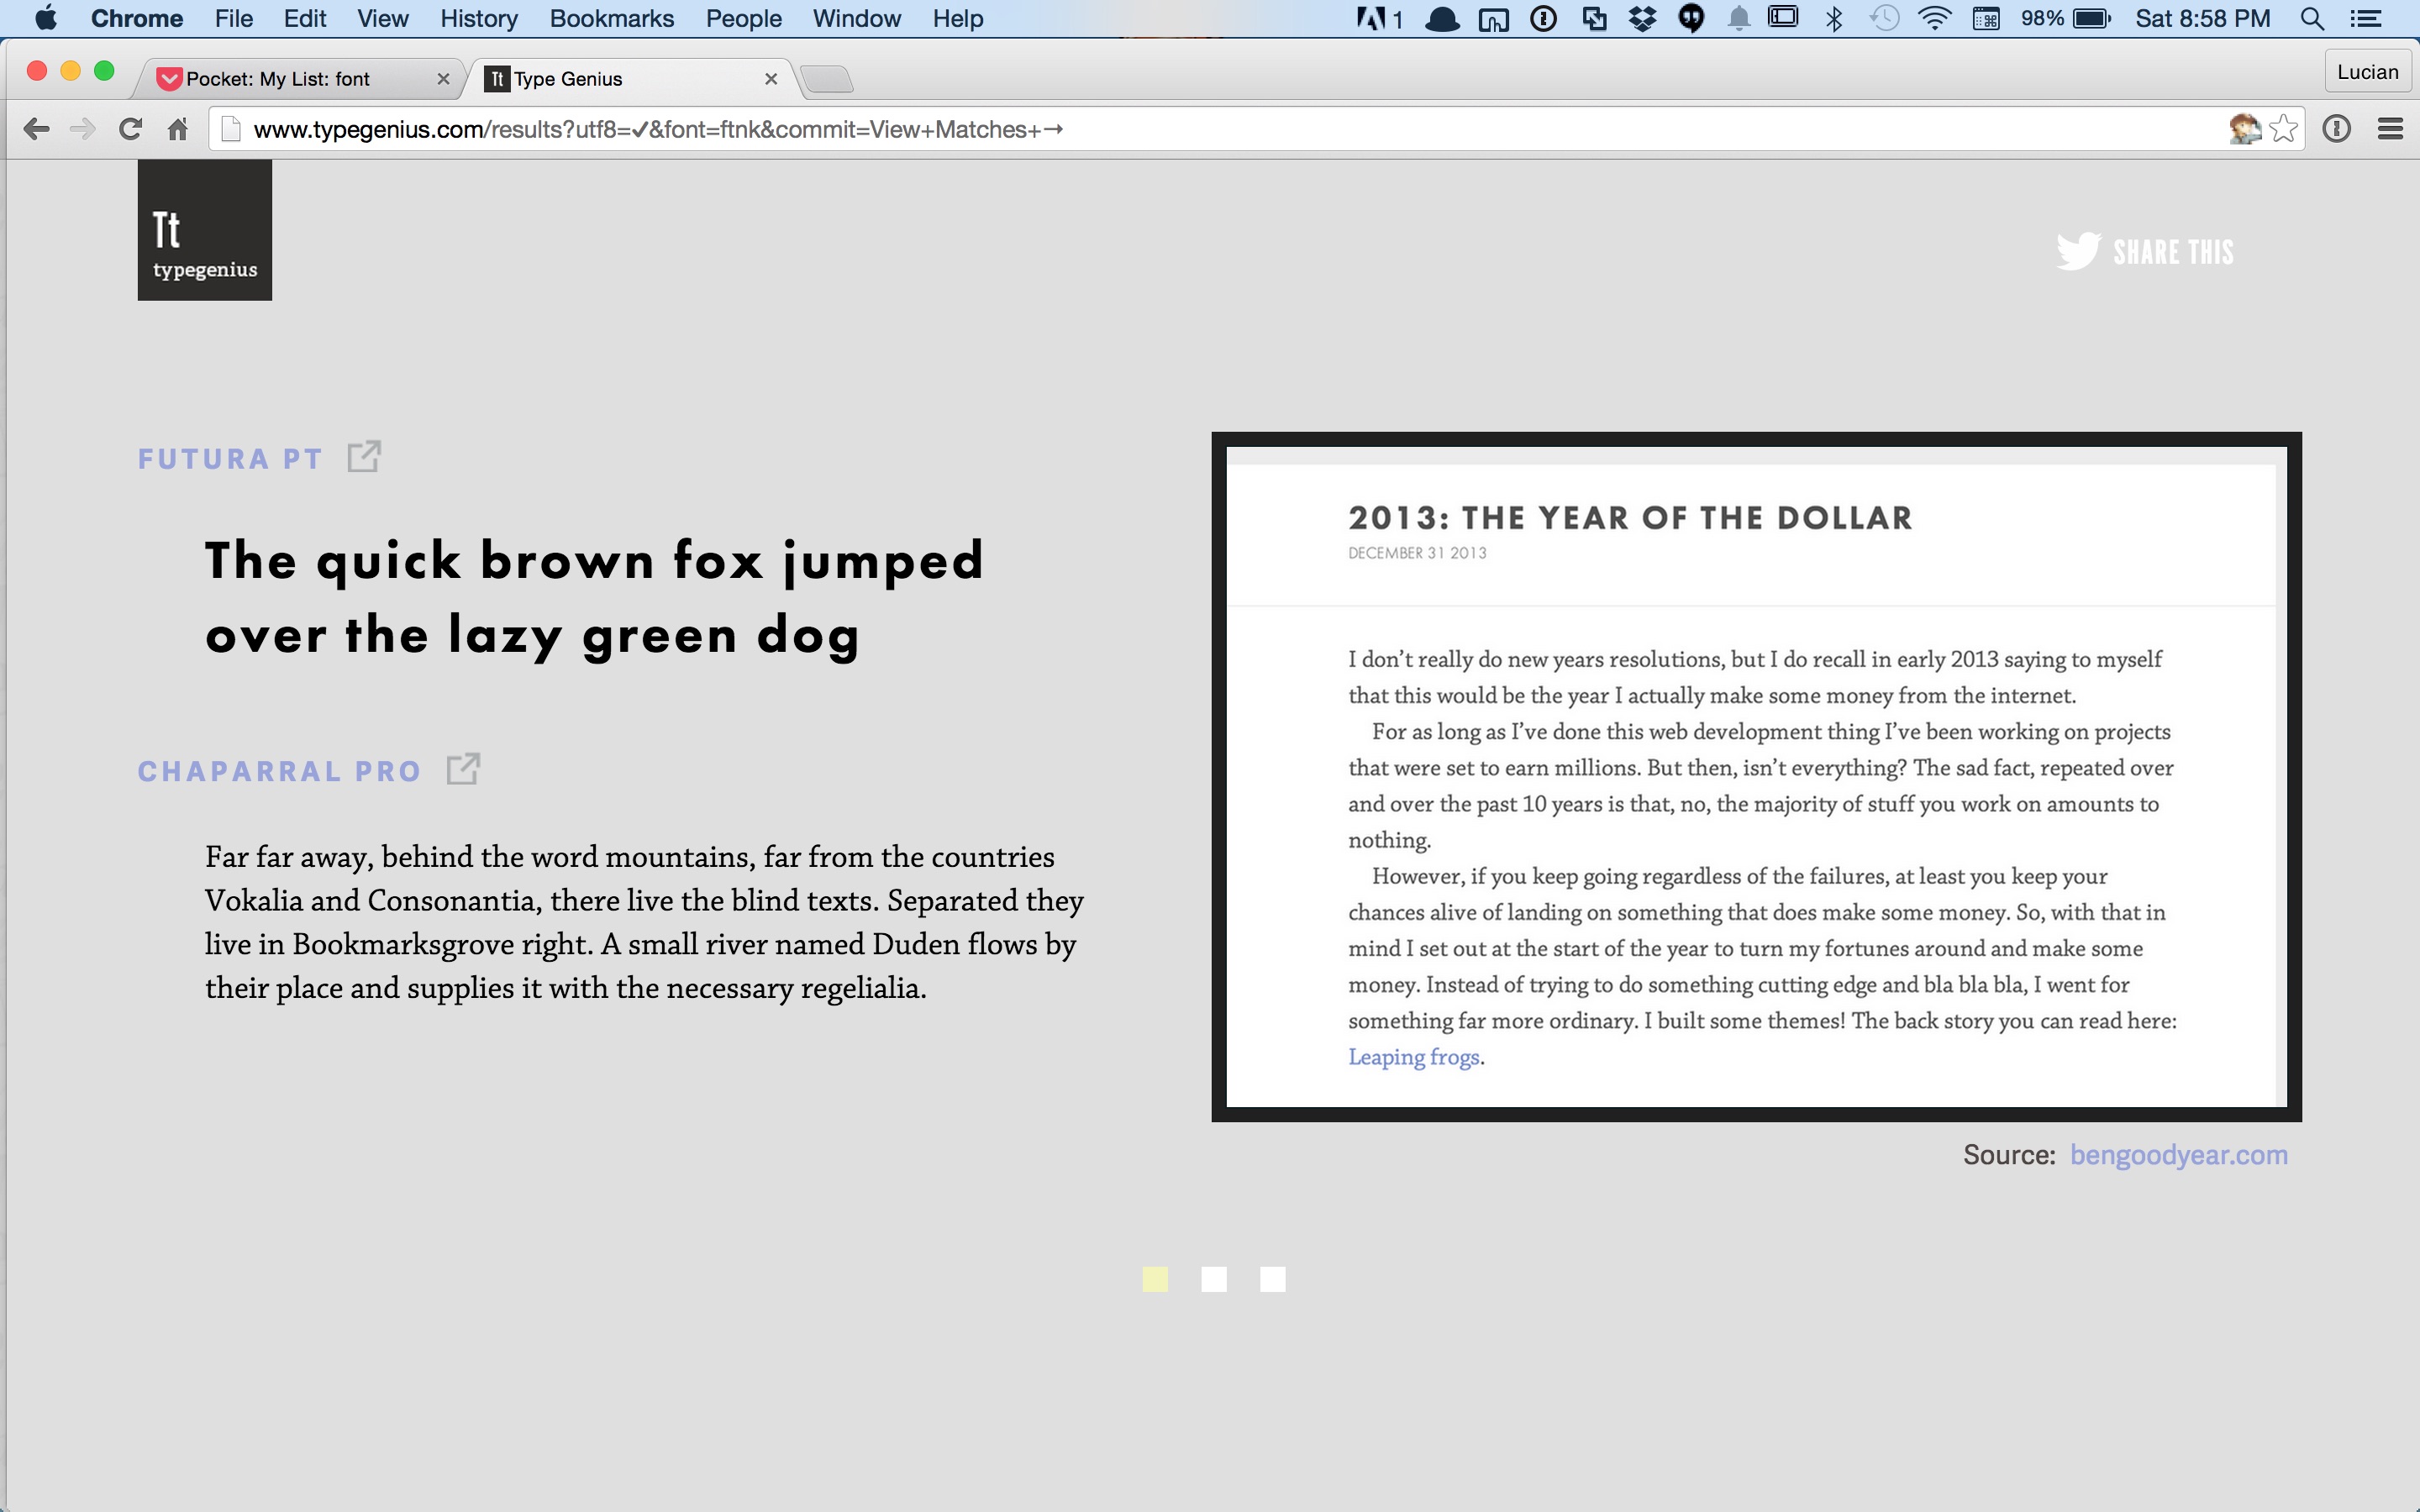 Chrome File Edit View History Bookmarks People Window Help 1 98% Sat 8:58 PM
Pocket: My List: font Tt Type Genius Lucian
www.typegenius.com/results?utf8=✓&font=ftnk&commit=View+Matches+→
Tt
typegenius
SHARE THIS
FUTURA PT
The quick brown fox jumped
over the lazy green dog
CHAPARRAL PRO
Far far away, behind the word mountains, far from the countries
Vokalia and Consonantia, there live the blind texts. Separated they
live in Bookmarksgrove right. A small river named Duden flows by
their place and supplies it with the necessary regelialia.
2013: THE YEAR OF THE DOLLAR
DECEMBER 31 2013
I don’t really do new years resolutions, but I do recall in early 2013 saying to myself
that this would be the year I actually make some money from the internet.
For as long as I’ve done this web development thing I’ve been working on projects
that were set to earn millions. But then, isn’t everything? The sad fact, repeated over
and over the past 10 years is that, no, the majority of stuff you work on amounts to
nothing.
However, if you keep going regardless of the failures, at least you keep your
chances alive of landing on something that does make some money. So, with that in
mind I set out at the start of the year to turn my fortunes around and make some
money. Instead of trying to do something cutting edge and bla bla bla, I went for
something far more ordinary. I built some themes! The back story you can read here:
Leaping frogs.
Source: bengoodyear.com